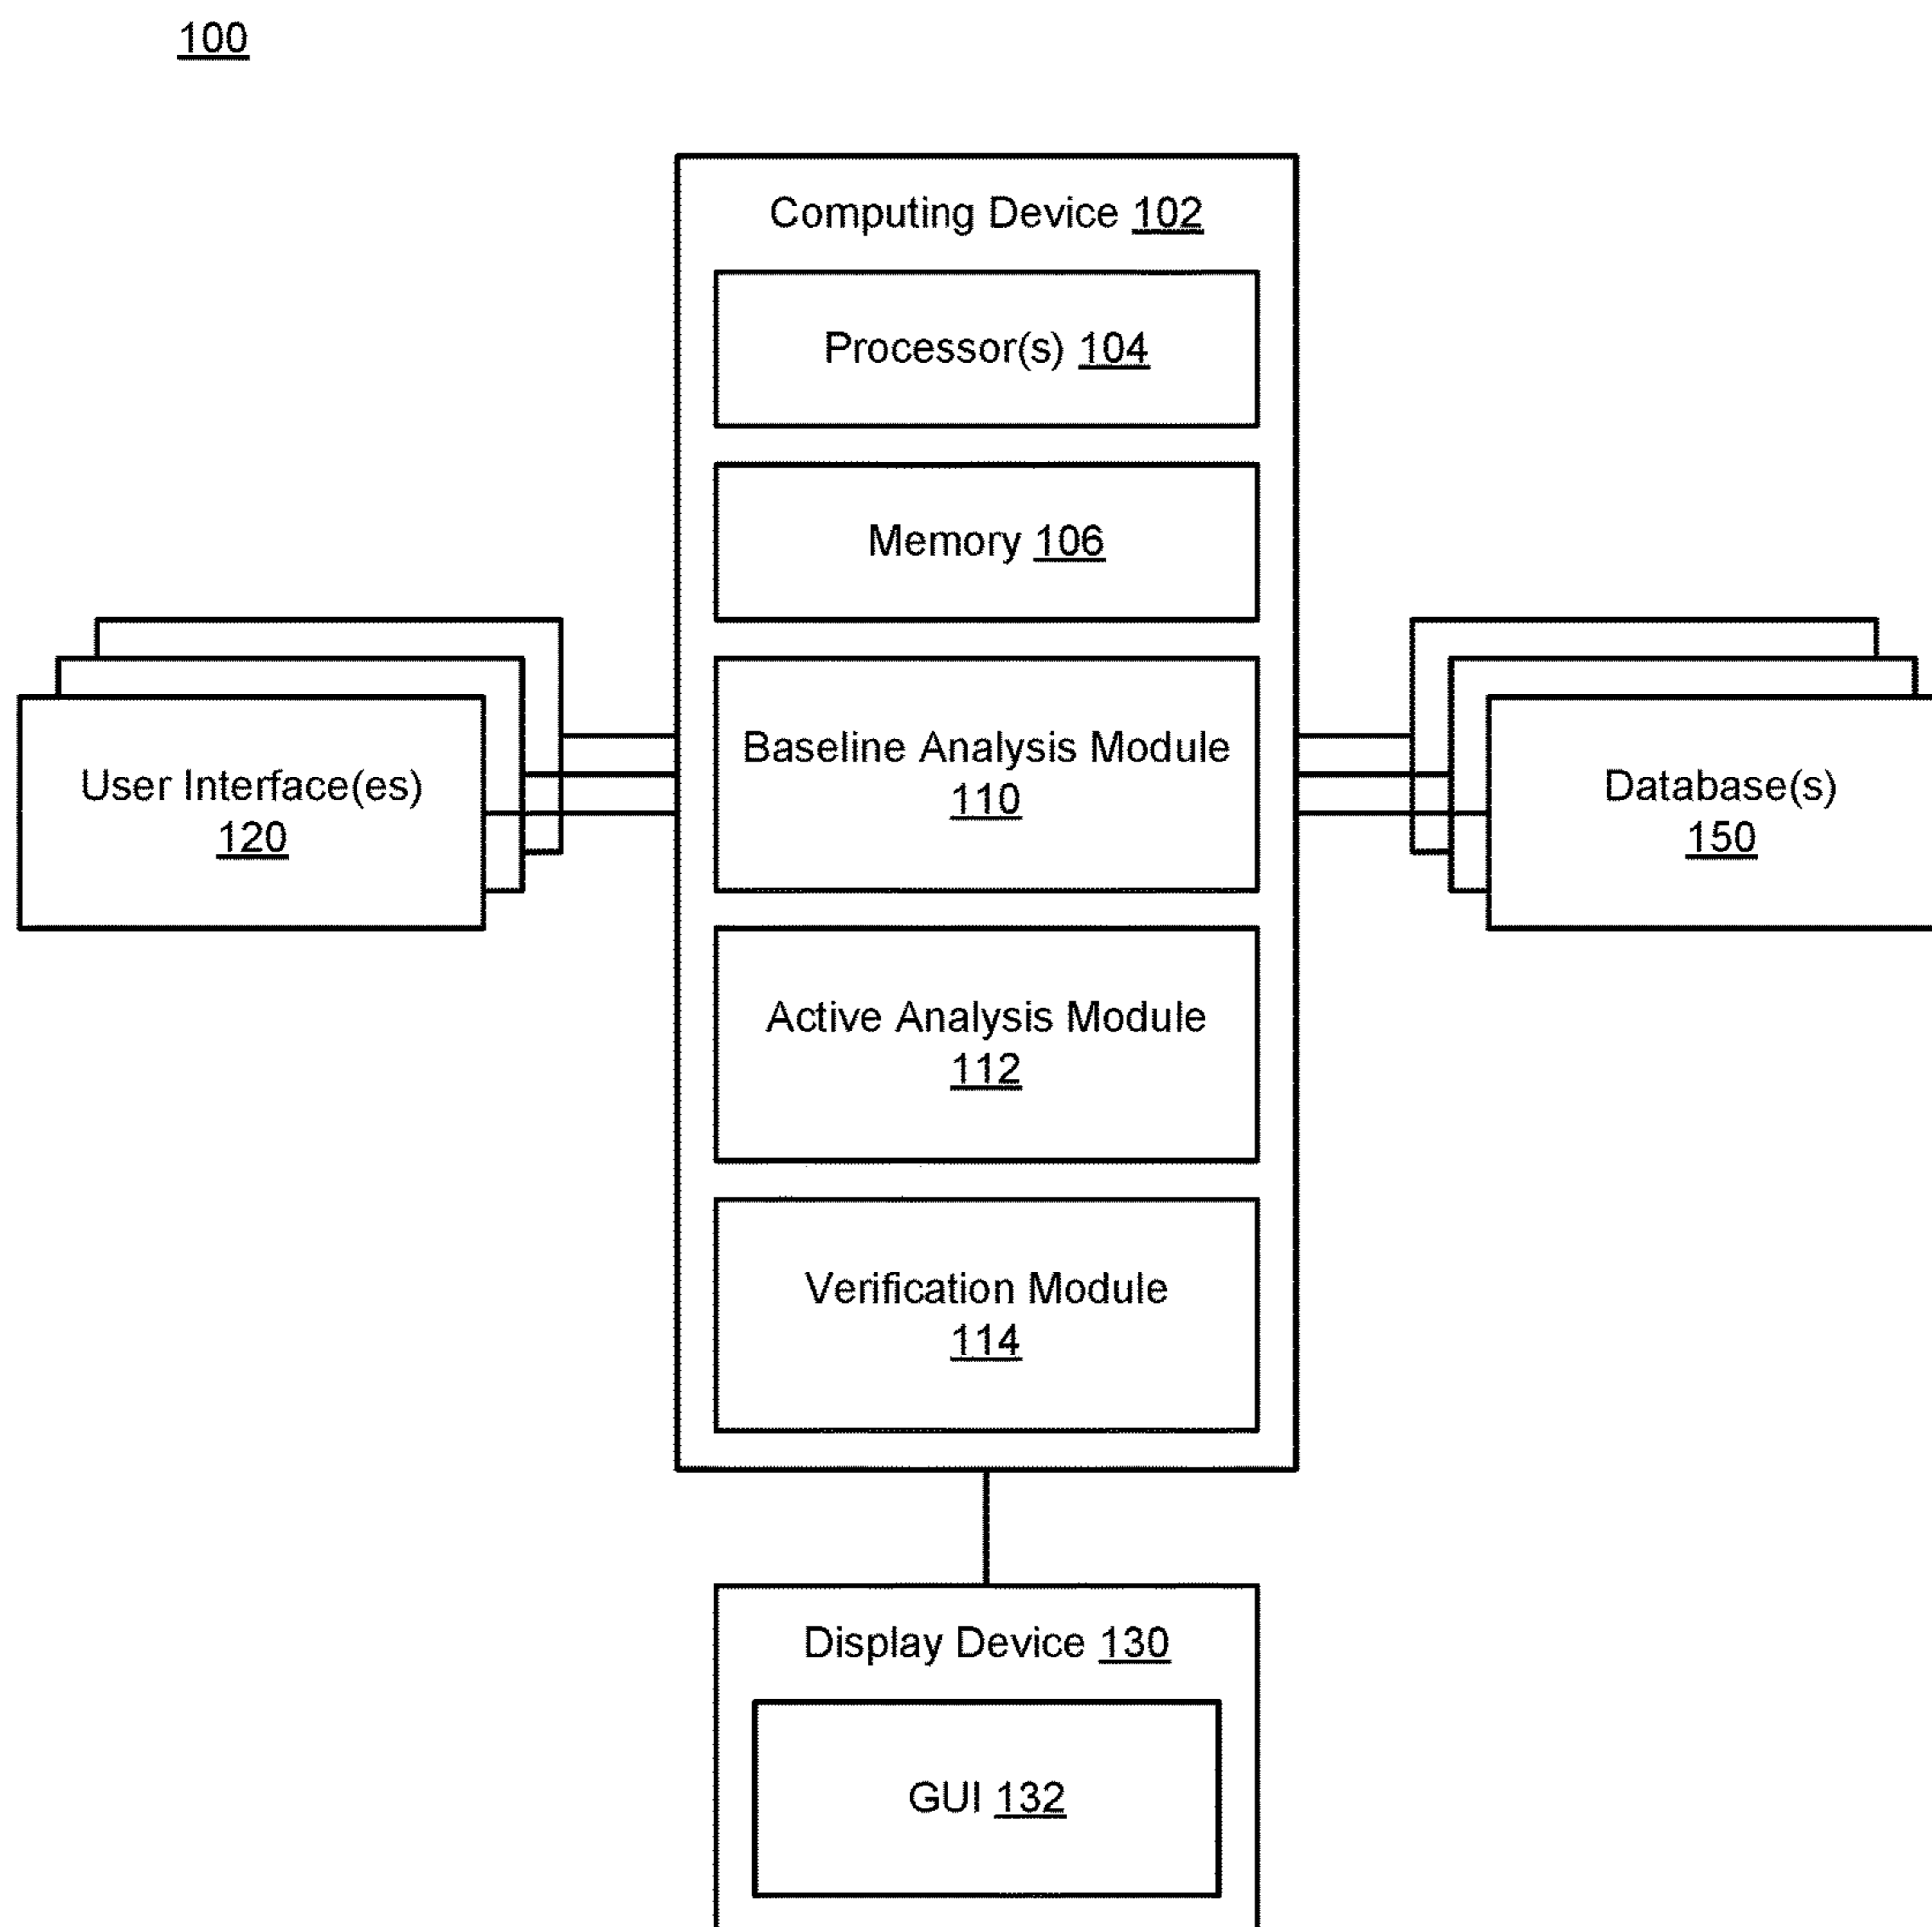 100
Computing Device 102
Processor(s) 104
Memory 106
Baseline Analysis Module
110
User Interface(es)
120
Database(s)
150
Active Analysis Module
112
Verification Module
114
Display Device 130
GUI 132